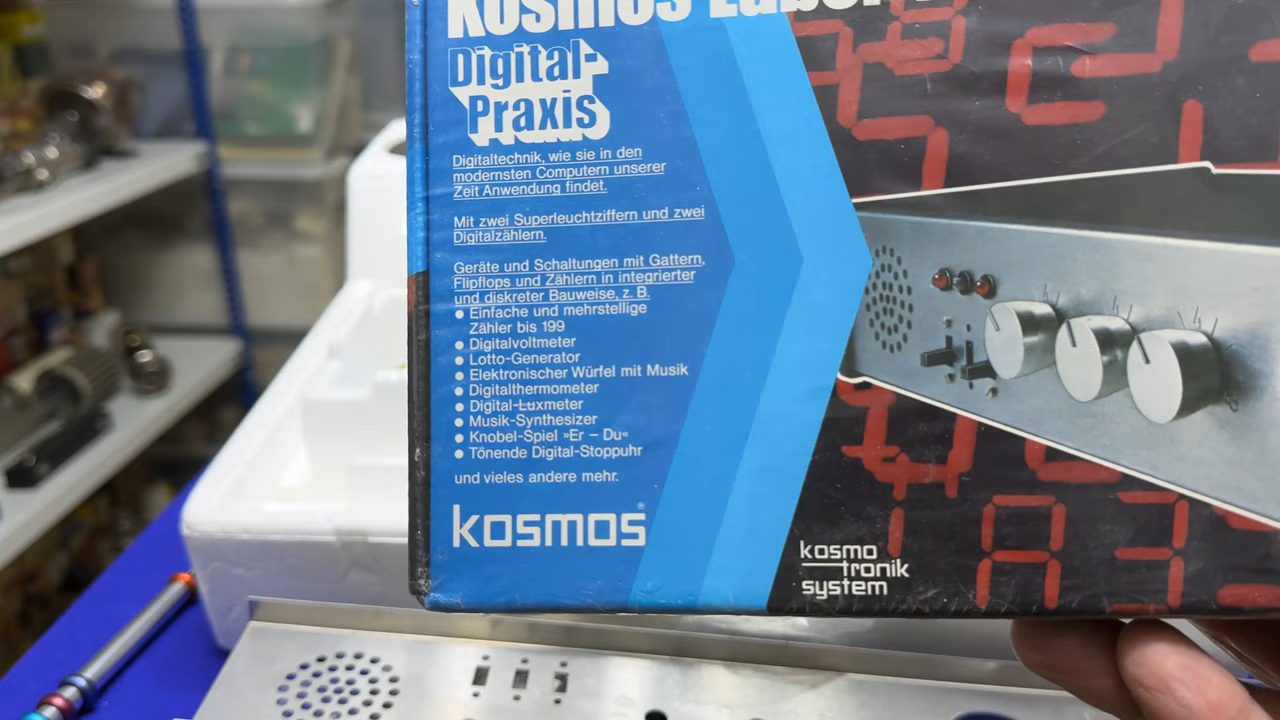 Kosmos Labor
Digital-
Praxis
Digitaltechnik, wie sie in den
modernsten Computern unserer
Zeit Anwendung findet.
Mit zwei Superleuchtziffern und zwei
Digitalzählern.
Geräte und Schaltungen mit Gattern,
Flipflops und Zählern in integrierter
und diskreter Bauweise, z. B.
● Einfache und mehrstellige
Zähler bis 199
● Digitalvoltmeter
● Lotto-Generator
● Elektronischer Würfel mit Musik
● Digitalthermometer
● Digital-Luxmeter
● Musik-Synthesizer
● Knobel-Spiel »Er – Du«
● Tönende Digital-Stoppuhr
und vieles andere mehr.
kosmos®
kosmo
tronik
system